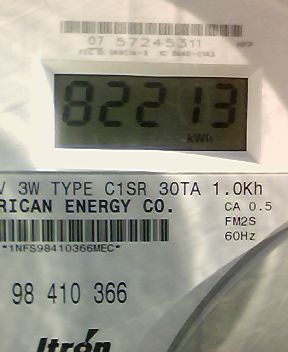 07 57245311
82213
kWh
V 3W TYPE C1SR 30TA 1.0Kh
RICAN ENERGY CO.
CA 0.5
FM2S
60Hz
*1NFS98410366MEC*
98 410 366
Itrón